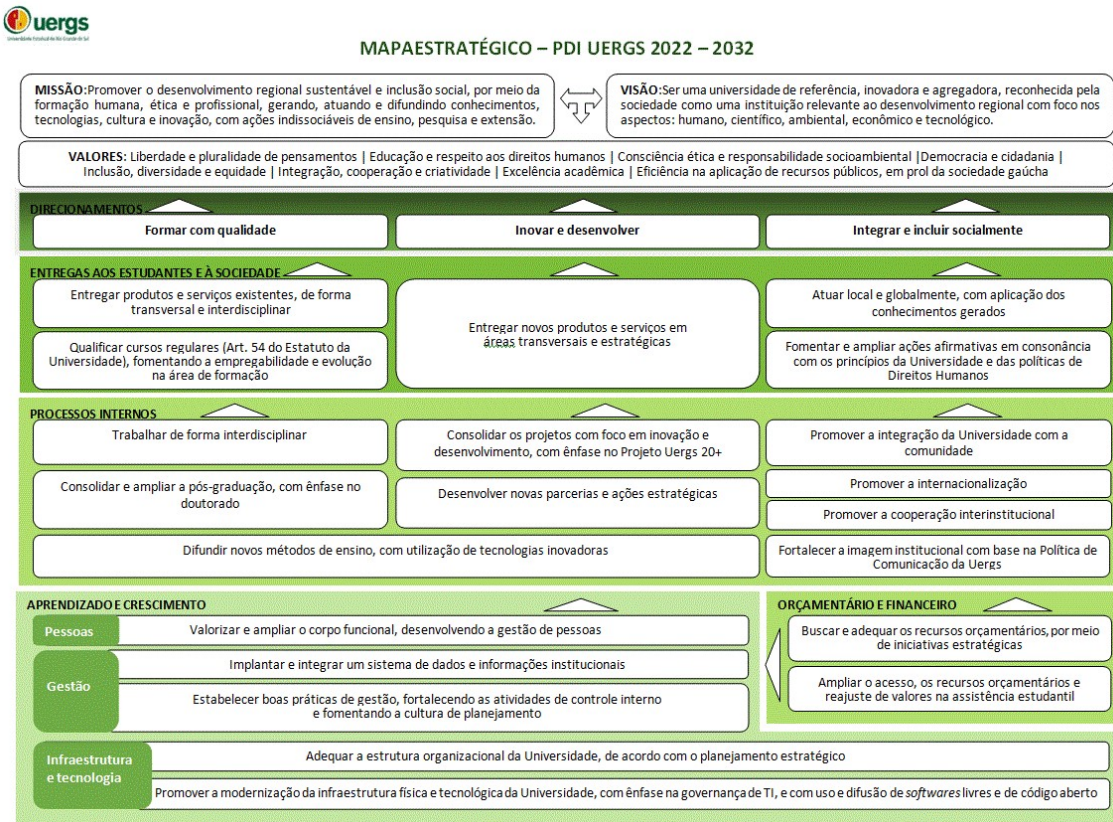 uergs
Universidade Estadual do Rio Grande do Sul
MAPAESTRATÉGICO – PDI UERGS 2022 – 2032
MISSÃO:Promover o desenvolvimento regional sustentável e inclusão social, por meio da
formação humana, ética e profissional, gerando, atuando e difundindo conhecimentos,
tecnologias, cultura e inovação, com ações indissociáveis de ensino, pesquisa e extensão.
VISÃO:Ser uma universidade de referência, inovadora e agregadora, reconhecida pela
sociedade como uma instituição relevante ao desenvolvimento regional com foco nos
aspectos: humano, científico, ambiental, econômico e tecnológico.
VALORES: Liberdade e pluralidade de pensamentos | Educação e respeito aos direitos humanos | Consciência ética e responsabilidade socioambiental |Democracia e cidadania |
Inclusão, diversidade e equidade | Integração, cooperação e criatividade | Excelência acadêmica | Eficiência na aplicação de recursos públicos, em prol da sociedade gaúcha
DIRECIONAMENTOS
Formar com qualidade
Inovar e desenvolver
Integrar e incluir socialmente
ENTREGAS AOS ESTUDANTES E À SOCIEDADE
Entregar produtos e serviços existentes, de forma
transversal e interdisciplinar
Qualificar cursos regulares (Art. 54 do Estatuto da
Universidade), fomentando a empregabilidade e evolução
na área de formação
Entregar novos produtos e serviços em
áreas transversais e estratégicas
Atuar local e globalmente, com aplicação dos
conhecimentos gerados
Fomentar e ampliar ações afirmativas em consonância
com os princípios da Universidade e das políticas de
Direitos Humanos
PROCESSOS INTERNOS
Trabalhar de forma interdisciplinar
Consolidar e ampliar a pós-graduação, com ênfase no
doutorado
Consolidar os projetos com foco em inovação e
desenvolvimento, com ênfase no Projeto Uergs 20+
Desenvolver novas parcerias e ações estratégicas
Difundir novos métodos de ensino, com utilização de tecnologias inovadoras
Promover a integração da Universidade com a
comunidade
Promover a internacionalização
Promover a cooperação interinstitucional
Fortalecer a imagem institucional com base na Política de
Comunicação da Uergs
APRENDIZADO E CRESCIMENTO
Pessoas
Valorizar e ampliar o corpo funcional, desenvolvendo a gestão de pessoas
Gestão
Implantar e integrar um sistema de dados e informações institucionais
Estabelecer boas práticas de gestão, fortalecendo as atividades de controle interno
e fomentando a cultura de planejamento
ORÇAMENTÁRIO E FINANCEIRO
Buscar e adequar os recursos orçamentários, por meio
de iniciativas estratégicas
Ampliar o acesso, os recursos orçamentários e
reajuste de valores na assistência estudantil
Infraestrutura
e tecnologia
Adequar a estrutura organizacional da Universidade, de acordo com o planejamento estratégico
Promover a modernização da infraestrutura física e tecnológica da Universidade, com ênfase na governança de TI, e com uso e difusão de softwares livres e de código aberto